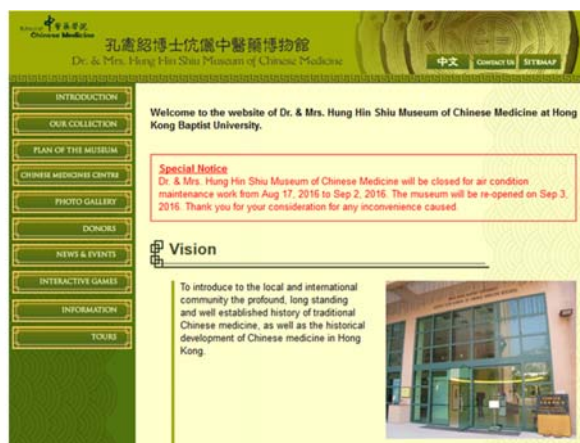 中醫藥學院
Chinese Medicine
孔憲紹博士伉儷中醫藥博物館
Dr. & Mrs. Hung Hin Shiu Museum of Chinese Medicine
中文
CONTACT US
SITEMAP
INTRODUCTION
OUR COLLECTION
PLAN OF THE MUSEUM
CHINESE MEDICINES CENTRE
PHOTO GALLERY
DONORS
NEWS & EVENTS
INTERACTIVE GAMES
INFORMATION
TOURS
Welcome to the website of Dr. & Mrs. Hung Hin Shiu Museum of Chinese Medicine at Hong
Kong Baptist University.
Special Notice
Dr. & Mrs. Hung Hin Shiu Museum of Chinese Medicine will be closed for air condition
maintenance work from Aug 17, 2016 to Sep 2, 2016. The museum will be re-opened on Sep 3,
2016. Thank you for your consideration for any inconvenience caused.
Vision
To introduce to the local and international
community the profound, long standing
and well established history of traditional
Chinese medicine, as well as the historical
development of Chinese medicine in Hong
Kong.